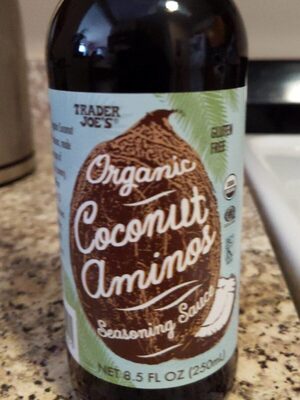 TRADER
JOE'S
GLUTEN
FREE
Organic
Coconut
Aminos
Seasoning Sauce
NET 8.5 FL OZ (250mL)